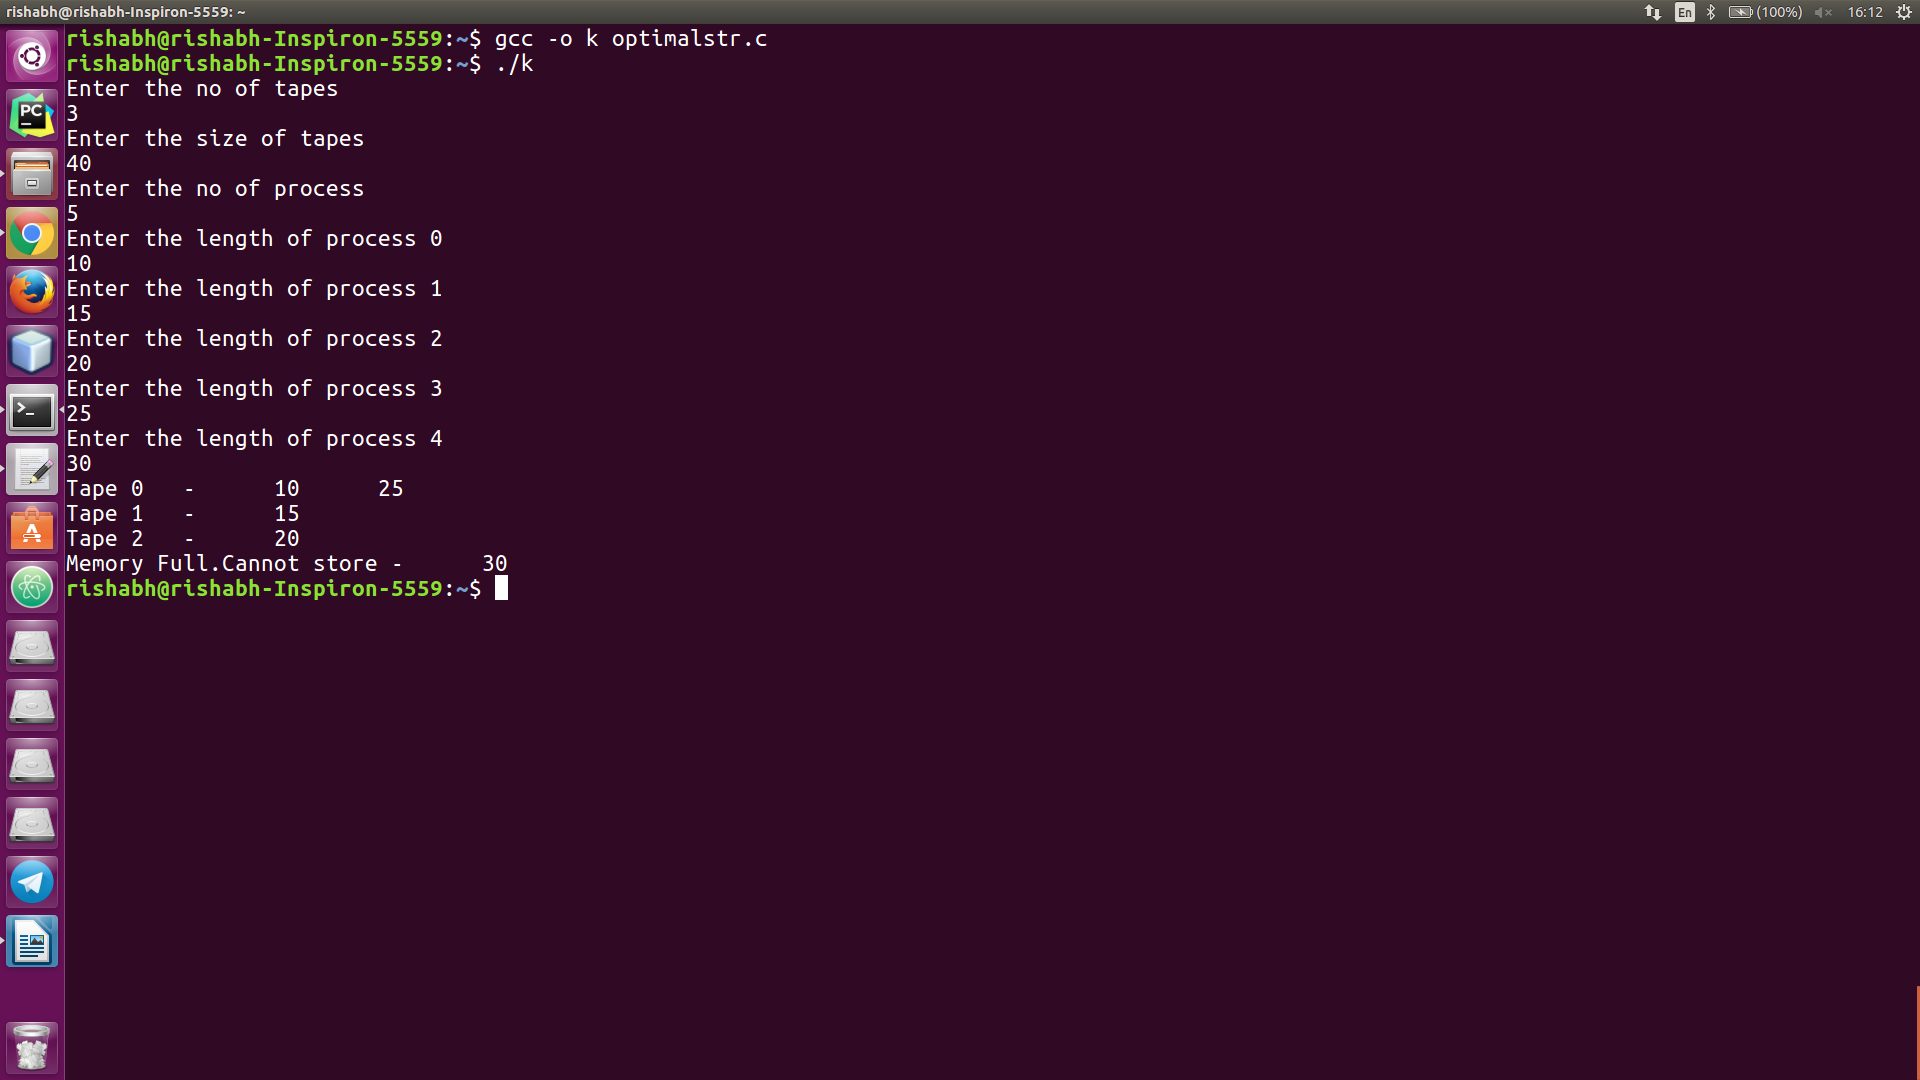 rishabh@rishabh-Inspiron-5559: ~
En (100%) 16:12
rishabh@rishabh-Inspiron-5559:~$ gcc -o k optimalstr.c
rishabh@rishabh-Inspiron-5559:~$ ./k
Enter the no of tapes
3
Enter the size of tapes
40
Enter the no of process
5
Enter the length of process 0
10
Enter the length of process 1
15
Enter the length of process 2
20
Enter the length of process 3
25
Enter the length of process 4
30
Tape 0 - 10 25
Tape 1 - 15
Tape 2 - 20
Memory Full.Cannot store - 30
rishabh@rishabh-Inspiron-5559:~$
PC